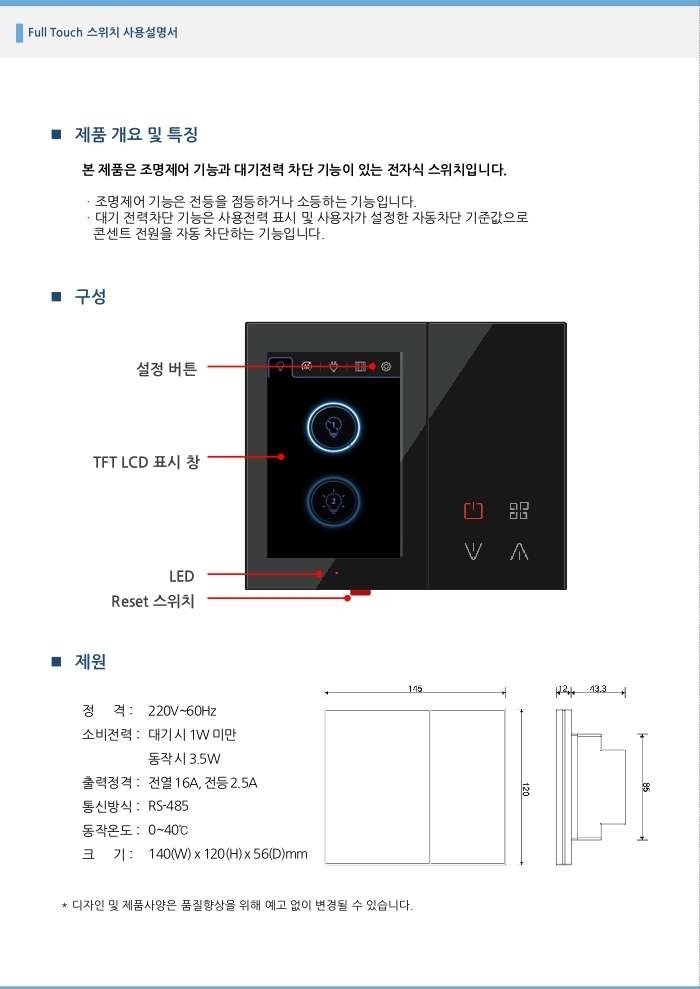 Full Touch 스위치 사용설명서
■ 제품 개요 및 특징
본 제품은 조명제어 기능과 대기전력 차단 기능이 있는 전자식 스위치입니다.
· 조명제어 기능은 전등을 점등하거나 소등하는 기능입니다.
· 대기 전력차단 기능은 사용전력 표시 및 사용자가 설정한 자동차단 기준값으로
콘센트 전원을 자동 차단하는 기능입니다.
■ 구성
설정 버튼
1
TFT LCD 표시 창
2
LED
Reset 스위치
■ 제원
정 격 : 220V~60Hz
소비전력 : 대기시 1W 미만
동작시 3.5W
출력정격 : 전열 16A, 전등 2.5A
통신방식 : RS-485
동작온도 : 0~40℃
크 기 : 140(W) x 120(H) x 56(D)mm
145
12
43.3
120
85
* 디자인 및 제품사양은 품질향상을 위해 예고 없이 변경될 수 있습니다.